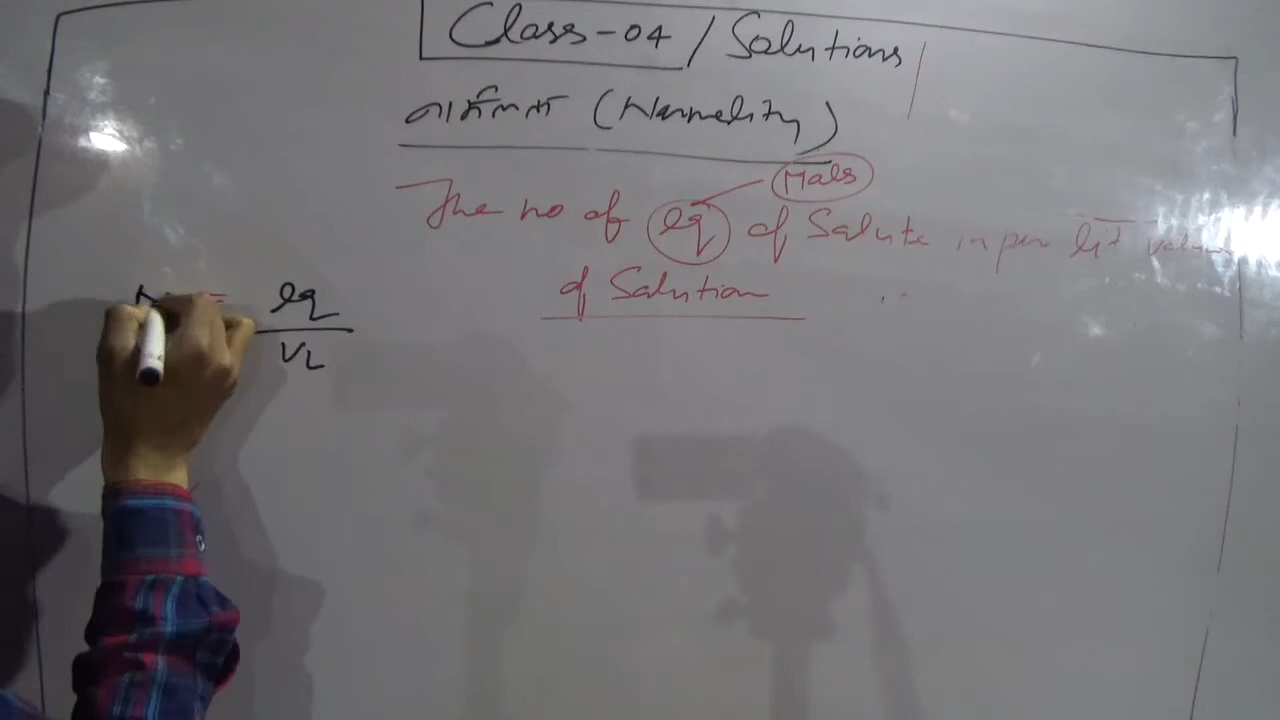 Class-04 / Solutions
(Normality)
Mols
The no of eq of Solute in per lit volume
of Solution
N = eq
VL